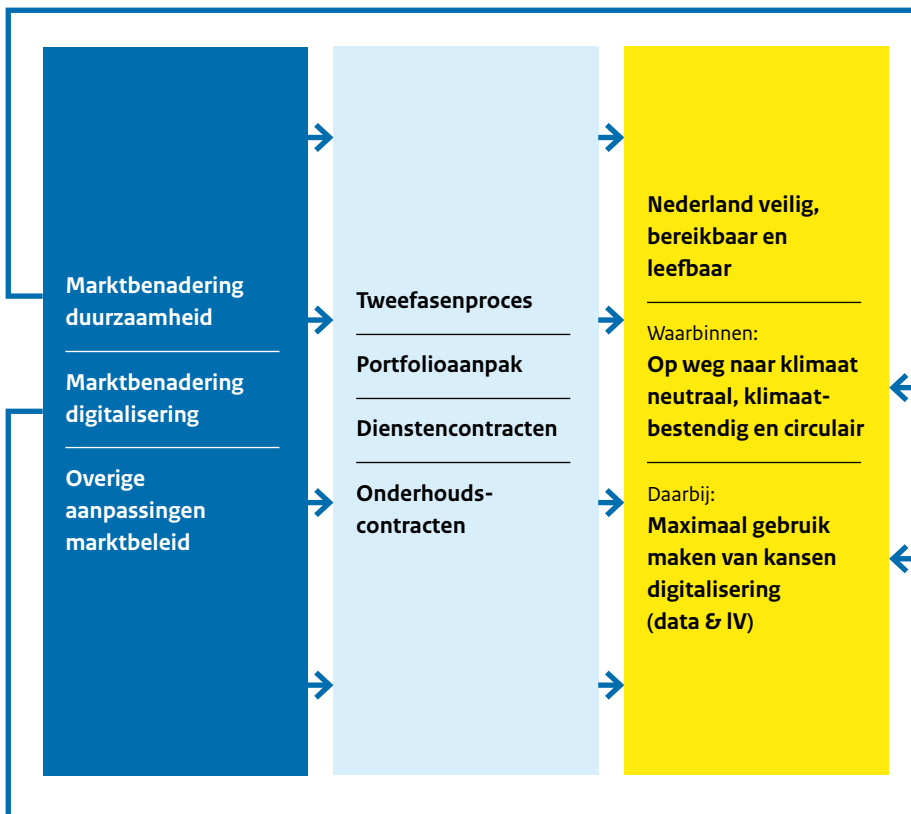 Marktbenadering
duurzaamheid
Marktbenadering
digitalisering
Overige
aanpassingen
marktbeleid
Tweefasenproces
Portfolioaanpak
Dienstencontracten
Onderhouds-
contracten
Nederland veilig,
bereikbaar en
leefbaar
Waarbinnen:
Op weg naar klimaat
neutraal, klimaat-
bestendig en circulair
Daarbij:
Maximaal gebruik
maken van kansen
digitalisering
(data & IV)